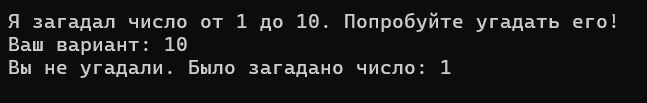 Я загадал число от 1 до 10. Попробуйте угадать его!
Ваш вариант: 10
Вы не угадали. Было загадано число: 1